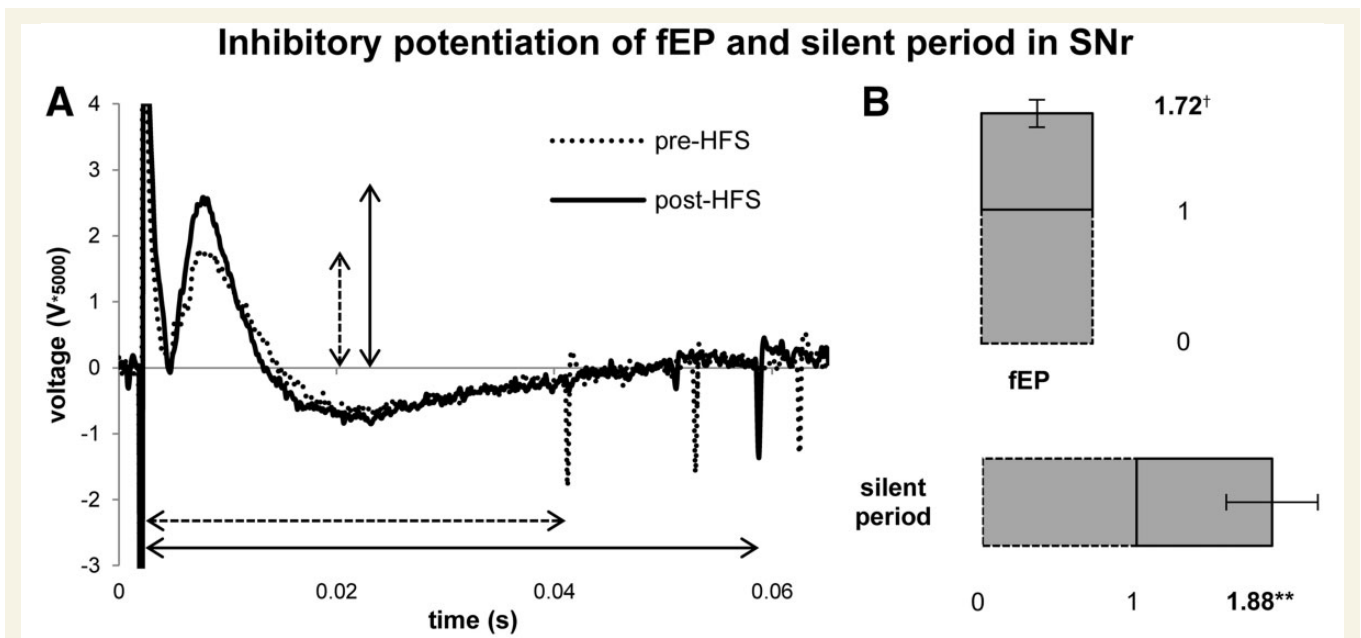 Inhibitory potentiation of fEP and silent period in SNr
A
4
3
2
1
0
-1
-2
-3
voltage (V*50000)
0
0.02
0.04
0.06
time (s)
pre-HFS
post-HFS
B
1.72†
1
0
fEP
silent
period
0
1
1.88**